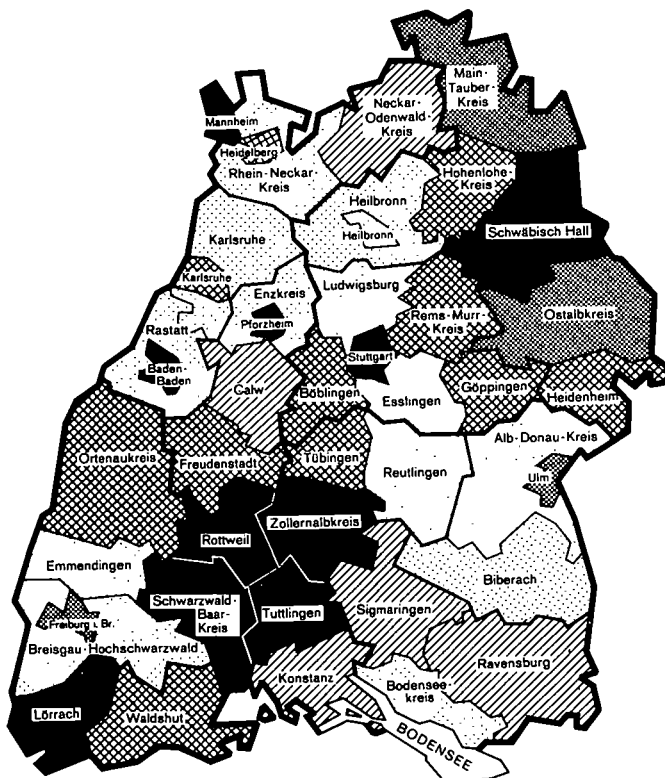 Main-
Tauber-
Kreis
Neckar-
Odenwald-
Kreis
Mannheim
Heidelberg
Rhein-Neckar
Kreis
Hohenlohe-
Kreis
Heilbronn
Heilbronn
Schwäbisch Hall
Karlsruhe
Karlsruhe
Enzkreis
Ludwigsburg
Pforzheim
Rems-Murr-
Kreis
Ostalbkreis
Rastatt
Stuttgart
Baden-
Baden
Calw
Böblingen
Esslingen
Göppingen
Heidenheim
Alb-Donau-Kreis
Ortenaukreis
Freudenstadt
Tübingen
Reutlingen
Ulm
Zollernalbkreis
Rottweil
Emmendingen
Biberach
Schwarzwald-
Baar-
Kreis
Tuttlingen
Sigmaringen
Freiburg i. Br.
Breisgau-Hochschwarzwald
Ravensburg
Konstanz
Bodensee
kreis
Lörrach
Waldshut
BODENSEE